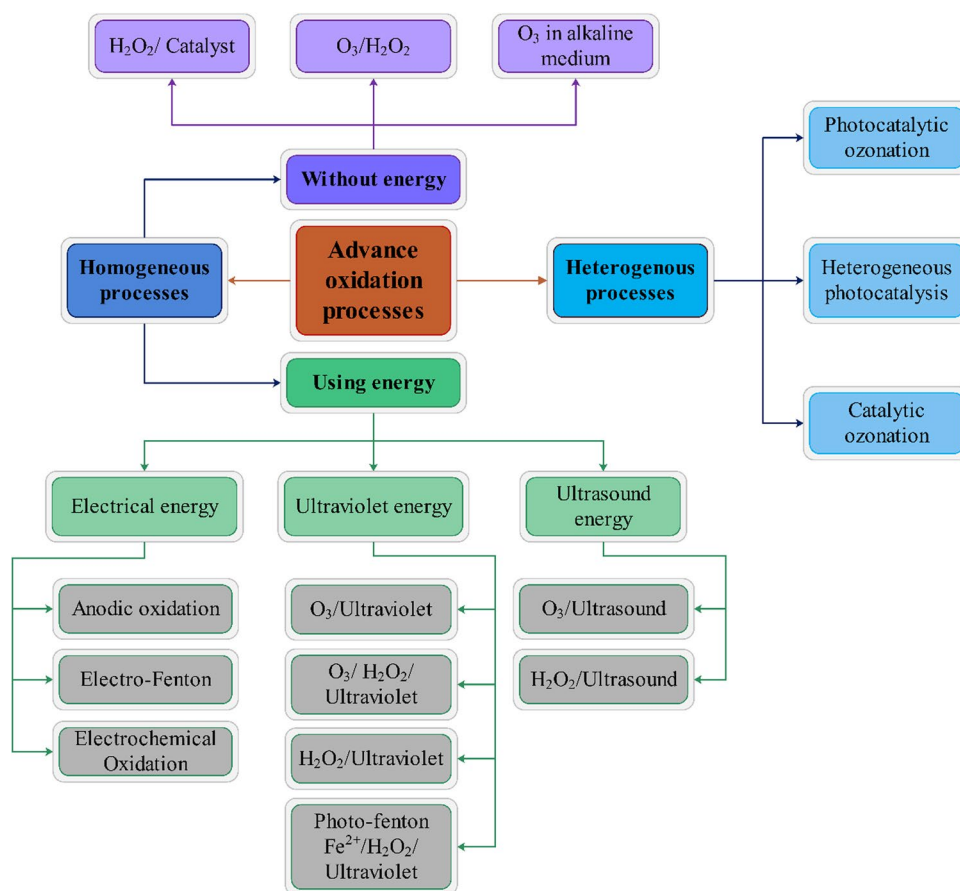 H₂O₂/ Catalyst
O₃/H₂O₂
O₃ in alkaline
medium
Without energy
Photocatalytic
ozonation
Homogeneous
processes
Advance
oxidation
processes
Heterogenous
processes
Heterogeneous
photocatalysis
Using energy
Catalytic
ozonation
Electrical energy
Ultraviolet energy
Ultrasound
energy
Anodic oxidation
Electro-Fenton
Electrochemical
Oxidation
O₃/Ultraviolet
O₃/ H₂O₂/
Ultraviolet
H₂O₂/Ultraviolet
Photo-fenton
Fe²⁺/H₂O₂/
Ultraviolet
O₃/Ultrasound
H₂O₂/Ultrasound